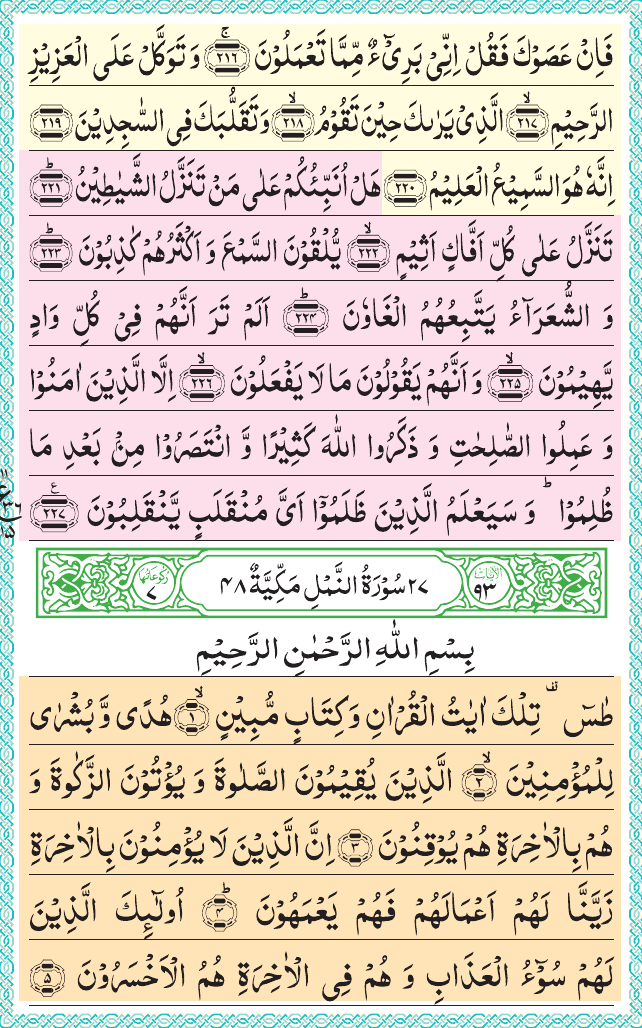 فَاِنۡ عَصَوۡكَ فَقُلۡ اِنِّىۡ بَرِىۡٓءٌ مِّمَّا تَعۡمَلُوۡنَ ۚ‏﴿۲۱۶﴾ وَ تَوَكَّلۡ عَلَى الۡعَزِيۡزِ
الرَّحِيۡمِۙ‏ ﴿۲۱۷﴾ الَّذِىۡ يَرٰٮكَ حِيۡنَ تَقُوۡمُۙ‏ ﴿۲۱۸﴾ وَتَقَلُّبَكَ فِى السّٰجِدِيۡنَ‏ ﴿۲۱۹﴾
اِنَّهٗ هُوَ السَّمِيۡعُ الۡعَلِيۡمُ‏ ﴿۲۲۰﴾ هَلۡ اُنَبِّئُكُمۡ عَلٰى مَنۡ تَنَزَّلُ الشَّيٰطِيۡنُؕ‏ ﴿۲۲۱﴾
تَنَزَّلُ عَلٰى كُلِّ اَفَّاكٍ اَثِيۡمٍۙ‏ ﴿۲۲۲﴾ يُّلۡقُوۡنَ السَّمۡعَ وَ اَكۡثَرُهُمۡ كٰذِبُوۡنَؕ‏ ﴿۲۲۳﴾
وَ الشُّعَرَآءُ يَتَّبِعُهُمُ الۡغَاوٗنَؕ‏ ﴿۲۲۴﴾ اَلَمۡ تَرَ اَنَّهُمۡ فِىۡ كُلِّ وَادٍ
يَّهِيۡمُوۡنَۙ‏ ﴿۲۲۵﴾ وَ اَنَّهُمۡ يَقُوۡلُوۡنَ مَا لَا يَفۡعَلُوۡنَۙ‏ ﴿۲۲۶﴾ اِلَّا الَّذِيۡنَ اٰمَنُوۡا
وَ عَمِلُوا الصّٰلِحٰتِ وَ ذَكَرُوا اللّٰهَ كَثِيۡرًا وَّ انْتَصَرُوۡا مِنۡۢ بَعۡدِ مَا
ظُلِمُوۡا‌ ؕ وَ سَيَعۡلَمُ الَّذِيۡنَ ظَلَمُوۡۤا اَىَّ مُنۡقَلَبٍ يَّنۡقَلِبُوۡنَ‏ ﴿۲۲۷﴾
اٰيَاتُهَا ۹۳ ۲۷ سُوۡرَةُ النَّمۡلِ مَكِّيَّةٌ ۴۸ رُكُوۡعَاتُهَا ۷
بِسۡمِ اللّٰهِ الرَّحۡمٰنِ الرَّحِيۡمِ
طٰسٓ ۚ تِلۡكَ اٰيٰتُ الۡقُرۡاٰنِ وَكِتَابٍ مُّبِيۡنٍۙ‏ ﴿۱﴾ هُدًى وَّ بُشۡرٰى
لِلۡمُؤۡمِنِيۡنَۙ‏ ﴿۲﴾ الَّذِيۡنَ يُقِيۡمُوۡنَ الصَّلٰوةَ وَ يُؤۡتُوۡنَ الزَّكٰوةَ وَ
هُمۡ بِالۡاٰخِرَةِ هُمۡ يُوۡقِنُوۡنَ‏ ﴿۳﴾ اِنَّ الَّذِيۡنَ لَا يُؤۡمِنُوۡنَ بِالۡاٰخِرَةِ
زَيَّنَّا لَهُمۡ اَعۡمَالَهُمۡ فَهُمۡ يَعۡمَهُوۡنَؕ‏ ﴿۴﴾ اُولٰٓٮِٕكَ الَّذِيۡنَ
لَهُمۡ سُوۡٓءُ الۡعَذَابِ وَ هُمۡ فِى الۡاٰخِرَةِ هُمُ الۡاَخۡسَرُوۡنَ‏ ﴿۵﴾